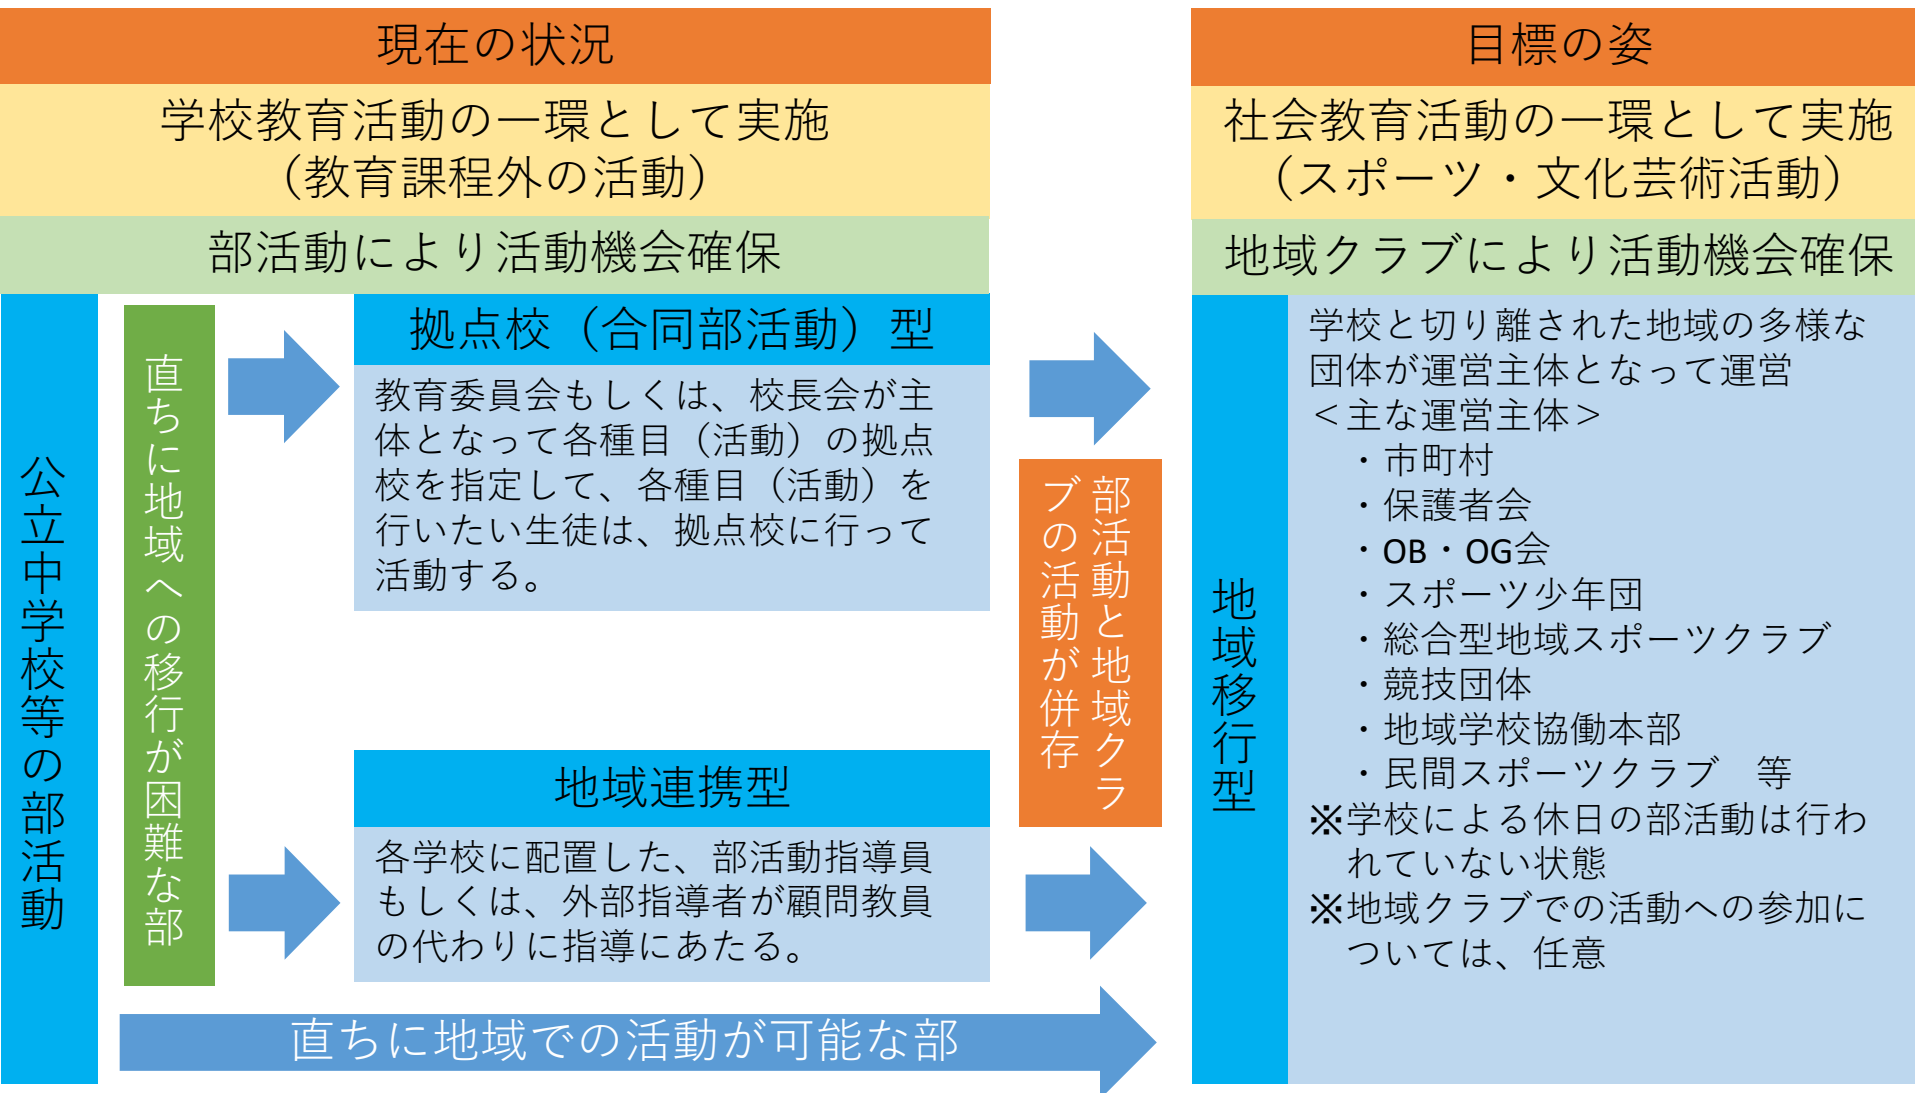 現在の状況
学校教育活動の一環として実施
（教育課程外の活動）
部活動により活動機会確保
公立中学校等の部活動
直ちに地域への移行が困難な部
拠点校（合同部活動）型
教育委員会もしくは、校長会が主
体となって各種目（活動）の拠点
校を指定して、各種目（活動）を
行いたい生徒は、拠点校に行って
活動する。
地域連携型
各学校に配置した、部活動指導員
もしくは、外部指導者が顧問教員
の代わりに指導にあたる。
直ちに地域での活動が可能な部
部活動と地域クラ
ブの活動が併存
目標の姿
社会教育活動の一環として実施
（スポーツ・文化芸術活動）
地域クラブにより活動機会確保
地域移行型
学校と切り離された地域の多様な
団体が運営主体となって運営
＜主な運営主体＞
・市町村
・保護者会
・OB・OG会
・スポーツ少年団
・総合型地域スポーツクラブ
・競技団体
・地域学校協働本部
・民間スポーツクラブ　等
※学校による休日の部活動は行わ
れていない状態
※地域クラブでの活動への参加に
ついては、任意